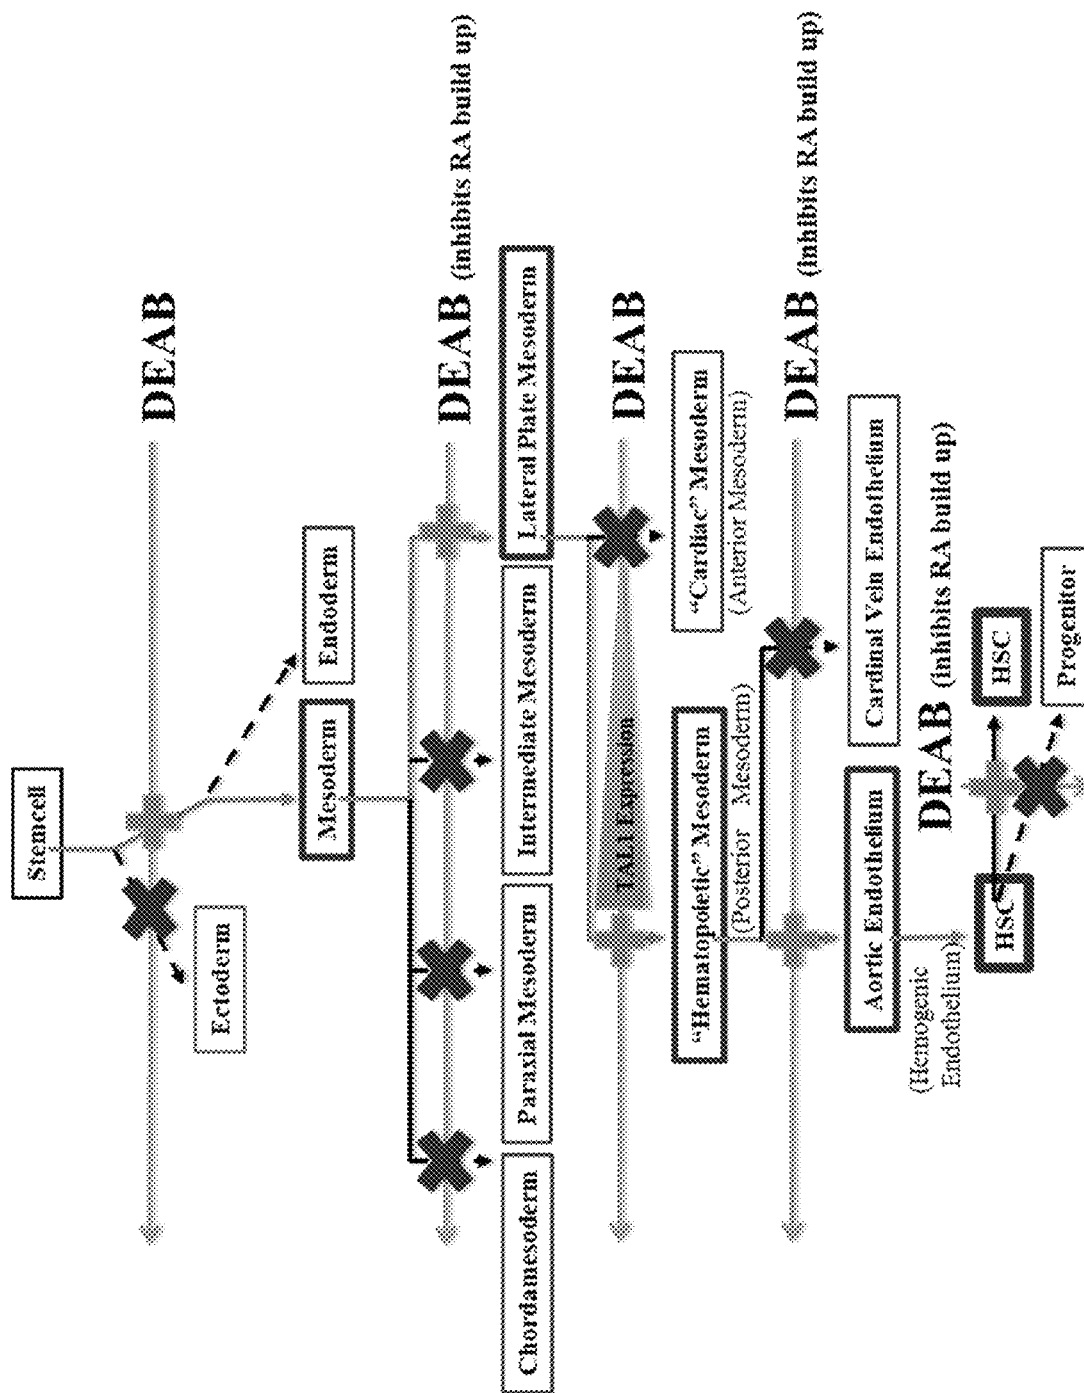 Stemcell
DEAB
Ectoderm
Mesoderm
Endoderm
DEAB (inhibits RA build up)
Chordamesoderm
Paraxial Mesoderm
Intermediate Mesoderm
Lateral Plate Mesoderm
TAL1 Expression
DEAB
“Hematopoietic” Mesoderm
(Posterior Mesoderm)
“Cardiac” Mesoderm
(Anterior Mesoderm)
DEAB (inhibits RA build up)
Aortic Endothelium
(Hemogenic
Endothelium)
Cardinal Vein Endothelium
DEAB (inhibits RA build up)
HSC
HSC
Progenitor